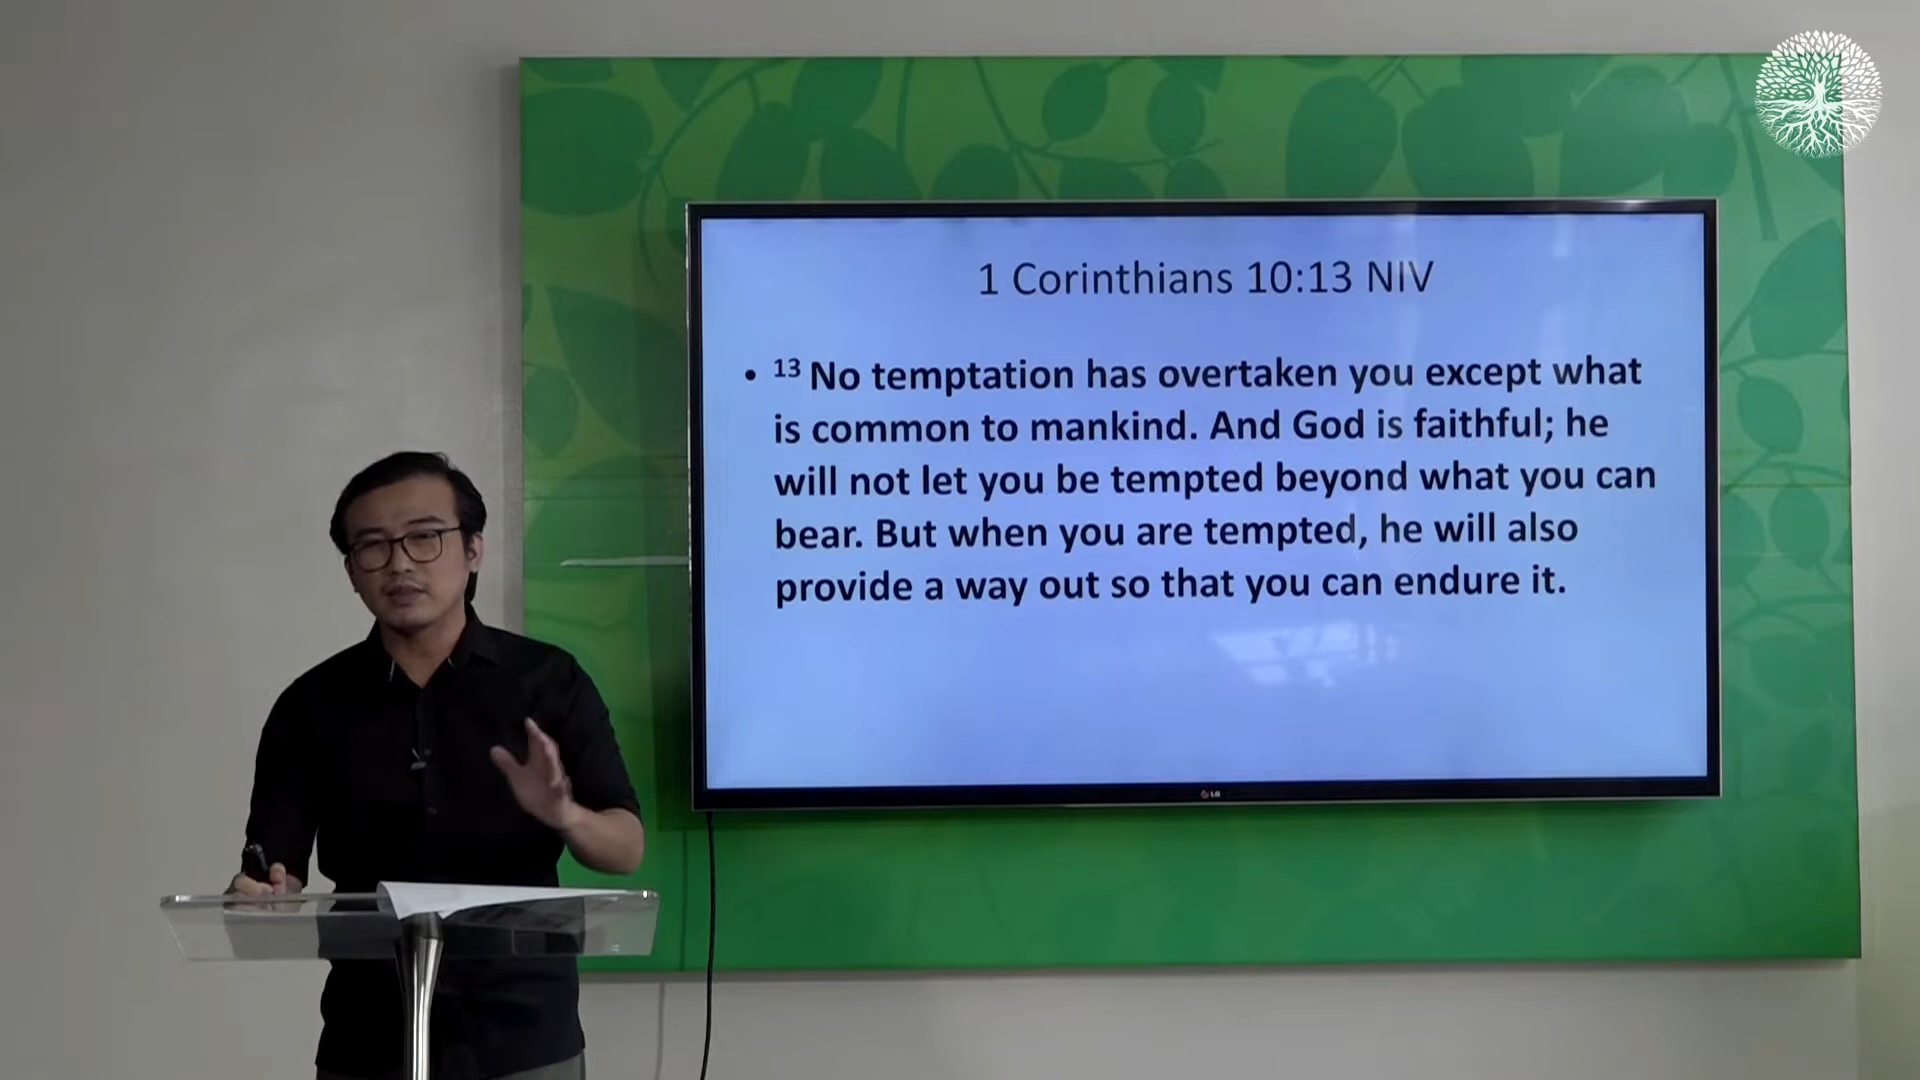 1 Corinthians 10:13 NIV
• 13 No temptation has overtaken you except what
is common to mankind. And God is faithful; he
will not let you be tempted beyond what you can
bear. But when you are tempted, he will also
provide a way out so that you can endure it.
LG